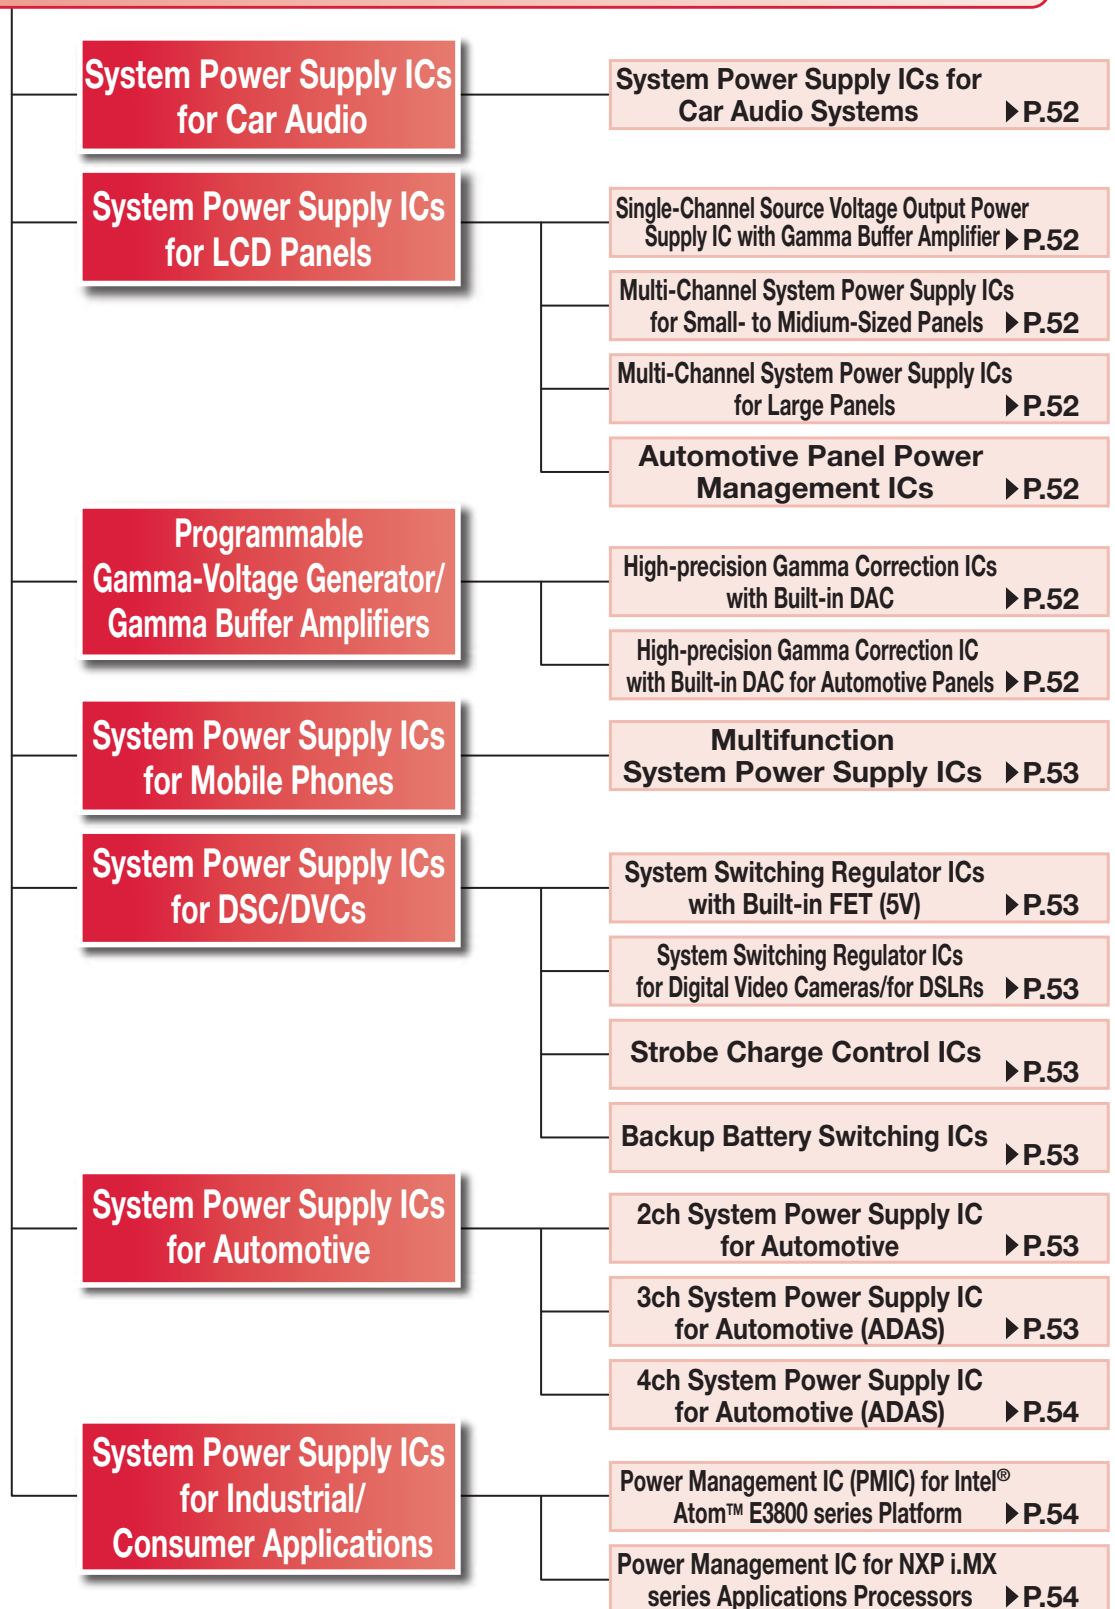 System Power Supply ICs
for Car Audio
System Power Supply ICs for
Car Audio Systems ▶P.52
System Power Supply ICs
for LCD Panels
Single-Channel Source Voltage Output Power
Supply IC with Gamma Buffer Amplifier ▶P.52
Multi-Channel System Power Supply ICs
for Small- to Midium-Sized Panels ▶P.52
Multi-Channel System Power Supply ICs
for Large Panels ▶P.52
Automotive Panel Power
Management ICs ▶P.52
Programmable
Gamma-Voltage Generator/
Gamma Buffer Amplifiers
High-precision Gamma Correction ICs
with Built-in DAC ▶P.52
High-precision Gamma Correction IC
with Built-in DAC for Automotive Panels ▶P.52
System Power Supply ICs
for Mobile Phones
Multifunction
System Power Supply ICs ▶P.53
System Power Supply ICs
for DSC/DVCs
System Switching Regulator ICs
with Built-in FET (5V) ▶P.53
System Switching Regulator ICs
for Digital Video Cameras/for DSLRs ▶P.53
Strobe Charge Control ICs ▶P.53
Backup Battery Switching ICs ▶P.53
System Power Supply ICs
for Automotive
2ch System Power Supply IC
for Automotive ▶P.53
3ch System Power Supply IC
for Automotive (ADAS) ▶P.53
4ch System Power Supply IC
for Automotive (ADAS) ▶P.54
System Power Supply ICs
for Industrial/
Consumer Applications
Power Management IC (PMIC) for Intel®
Atom™ E3800 series Platform ▶P.54
Power Management IC for NXP i.MX
series Applications Processors ▶P.54